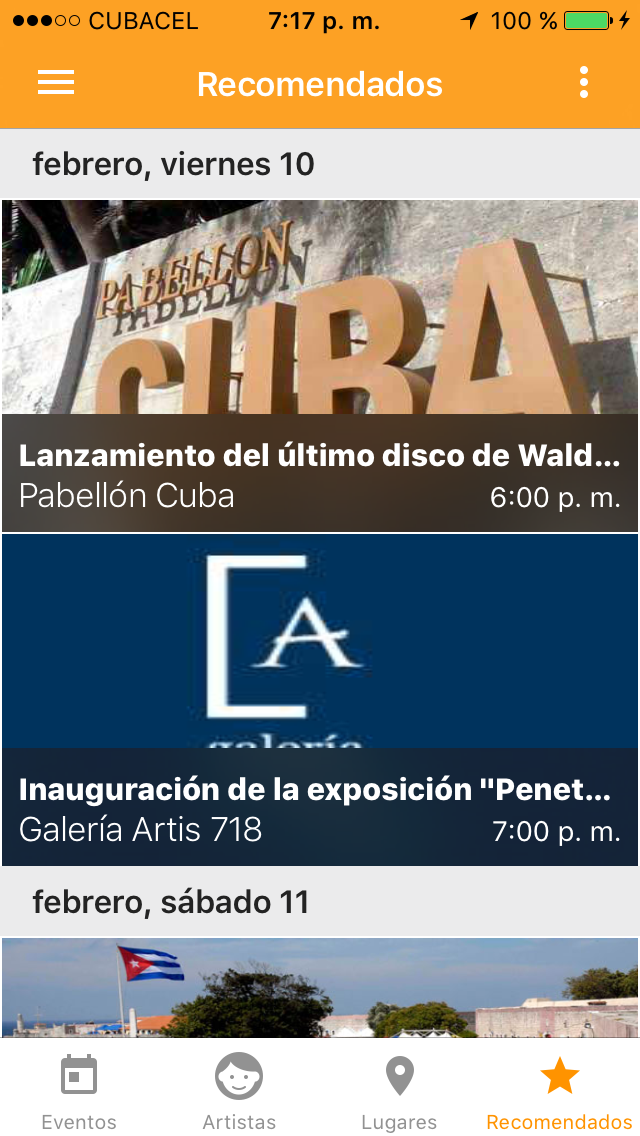 CUBACEL 7:17 p. m. 100 %
Recomendados
febrero, viernes 10
PABELLON
CUBA
Lanzamiento del último disco de Wald...
Pabellón Cuba 6:00 p. m.
A
galería
Inauguración de la exposición "Penet...
Galería Artis 718 7:00 p. m.
febrero, sábado 11
Eventos Artistas Lugares Recomendados